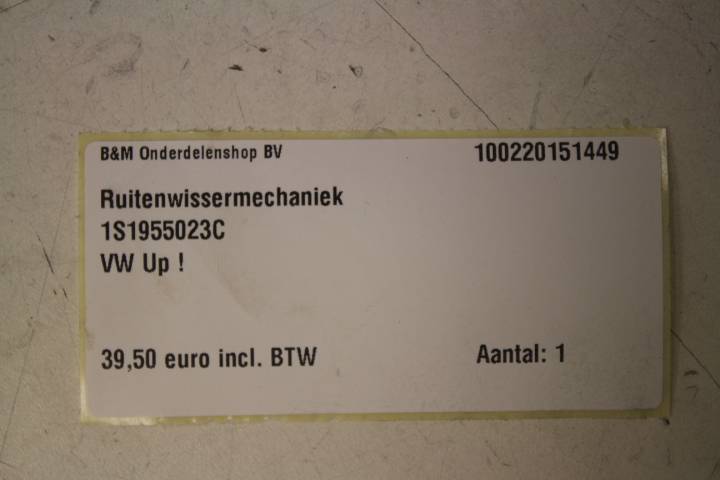 B&M Onderdelenshop BV 100220151449
Ruitenwissermechaniek
1S1955023C
VW Up !
39,50 euro incl. BTW Aantal: 1